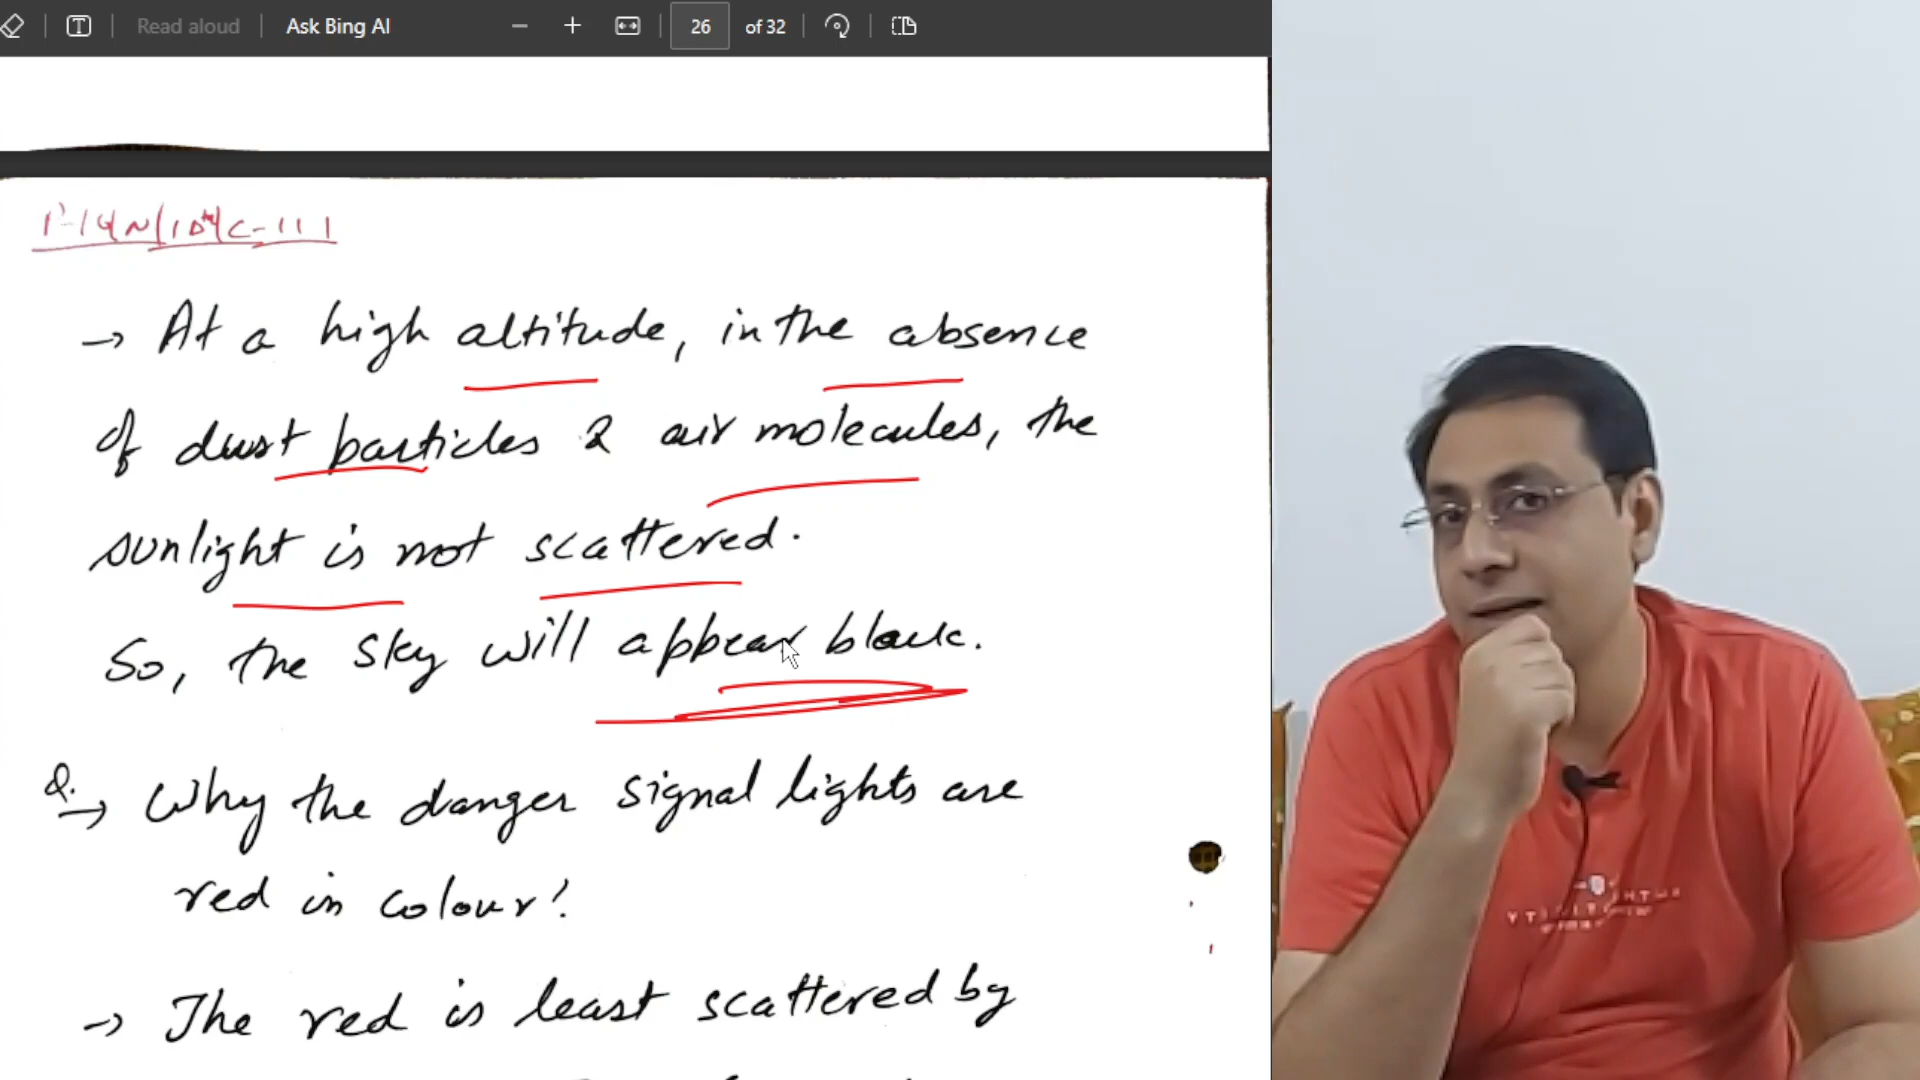 Read aloud Ask Bing AI 26 of 32
→ At a high altitude, in the absence
of dust particles & air molecules, the
sunlight is not scattered.
So, the sky will appear black.
Q. → Why the danger signal lights are
red in colour?
→ The red is least scattered by